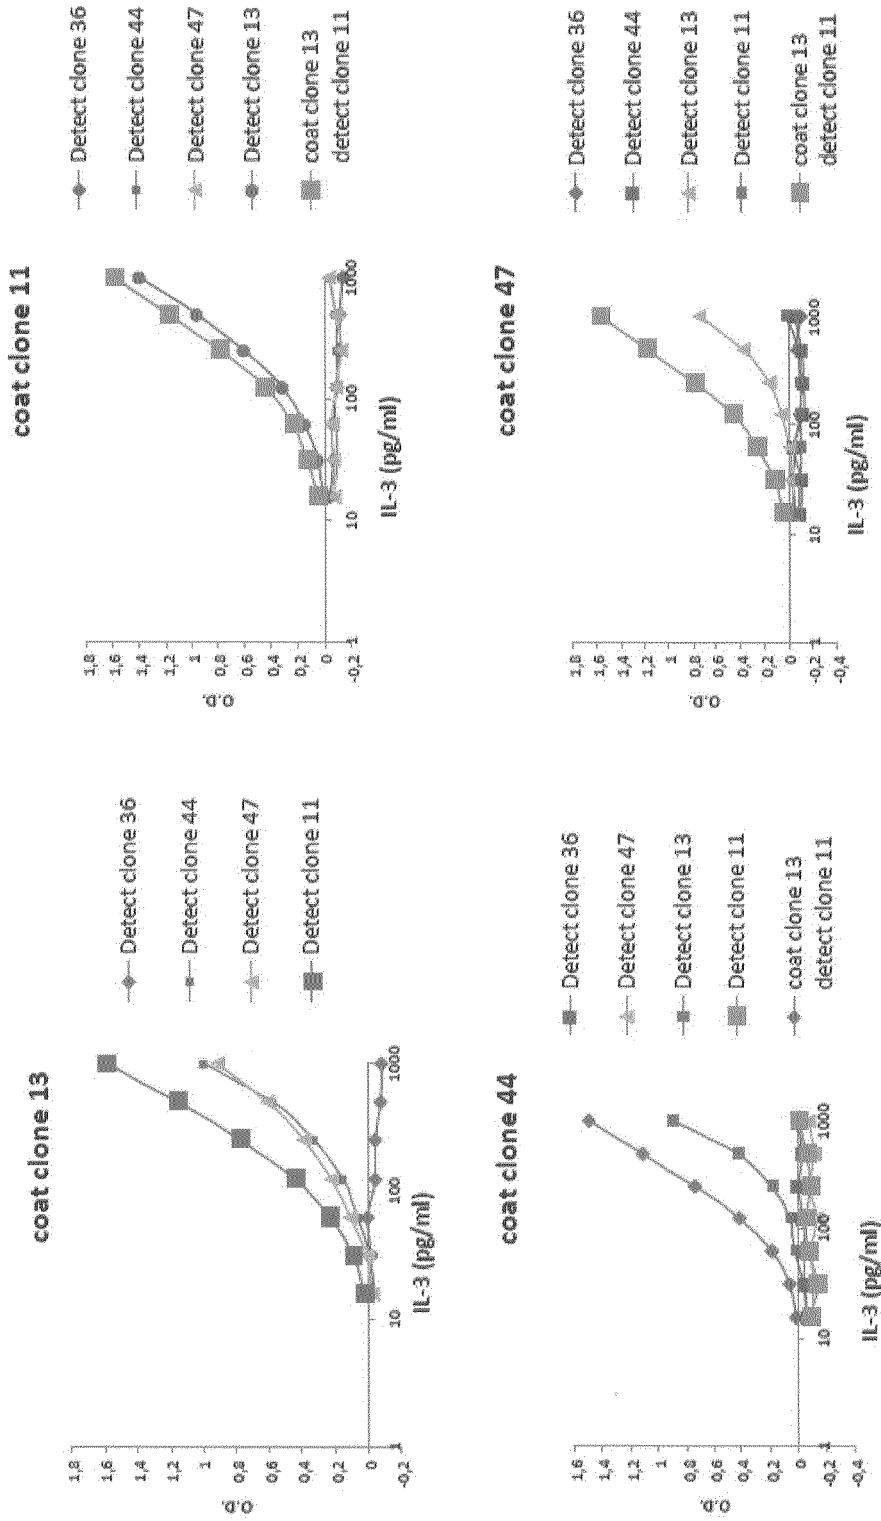 coat clone 13
1,8
1,6
1,4
1,2
1
0,8
0,6
0,4
0,2
0
-0,2
o.D
1
10
100
1000
IL-3 (pg/ml)
Detect clone 36
Detect clone 44
Detect clone 47
Detect clone 11
coat clone 11
1,8
1,6
1,4
1,2
1
0,8
0,6
0,4
0,2
0
-0,2
o.D
1
10
100
1000
IL-3 (pg/ml)
Detect clone 36
Detect clone 44
Detect clone 47
Detect clone 13
coat clone 13
detect clone 11
coat clone 44
1,8
1,6
1,4
1,2
1
0,8
0,6
0,4
0,2
0
-0,2
-0,4
o.D
1
10
100
1000
IL-3 (pg/ml)
Detect clone 36
Detect clone 47
Detect clone 13
Detect clone 11
coat clone 13
detect clone 11
coat clone 47
1,8
1,6
1,4
1,2
1
0,8
0,6
0,4
0,2
0
-0,2
-0,4
o.D
1
10
100
1000
IL-3 (pg/ml)
Detect clone 36
Detect clone 44
Detect clone 13
Detect clone 11
coat clone 13
detect clone 11